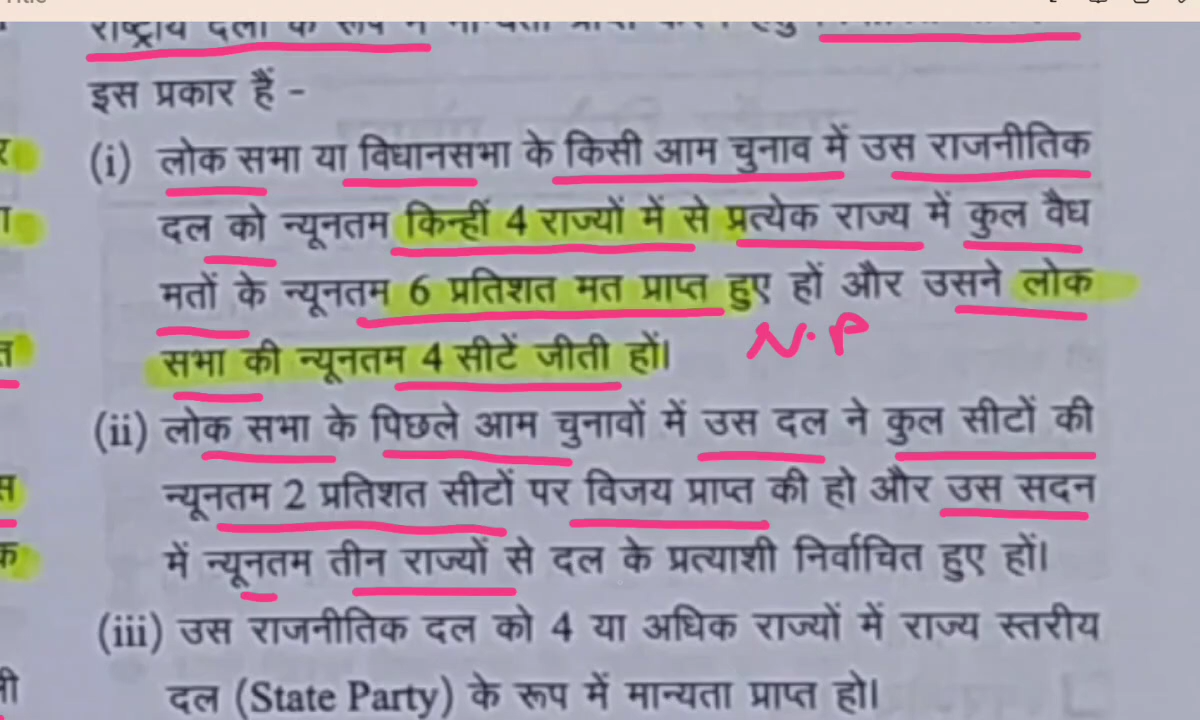 राष्ट्रीय दलों के रूप में
इस प्रकार हैं -
(i) लोक सभा या विधानसभा के किसी आम चुनाव में उस राजनीतिक
दल को न्यूनतम किन्हीं 4 राज्यों में से प्रत्येक राज्य में कुल वैध
मतों के न्यूनतम 6 प्रतिशत मत प्राप्त हुए हों और उसने लोक
सभा की न्यूनतम 4 सीटें जीती हों।
N.P
(ii) लोक सभा के पिछले आम चुनावों में उस दल ने कुल सीटों की
न्यूनतम 2 प्रतिशत सीटों पर विजय प्राप्त की हो और उस सदन
में न्यूनतम तीन राज्यों से दल के प्रत्याशी निर्वाचित हुए हों।
(iii) उस राजनीतिक दल को 4 या अधिक राज्यों में राज्य स्तरीय
दल (State Party) के रूप में मान्यता प्राप्त हो।